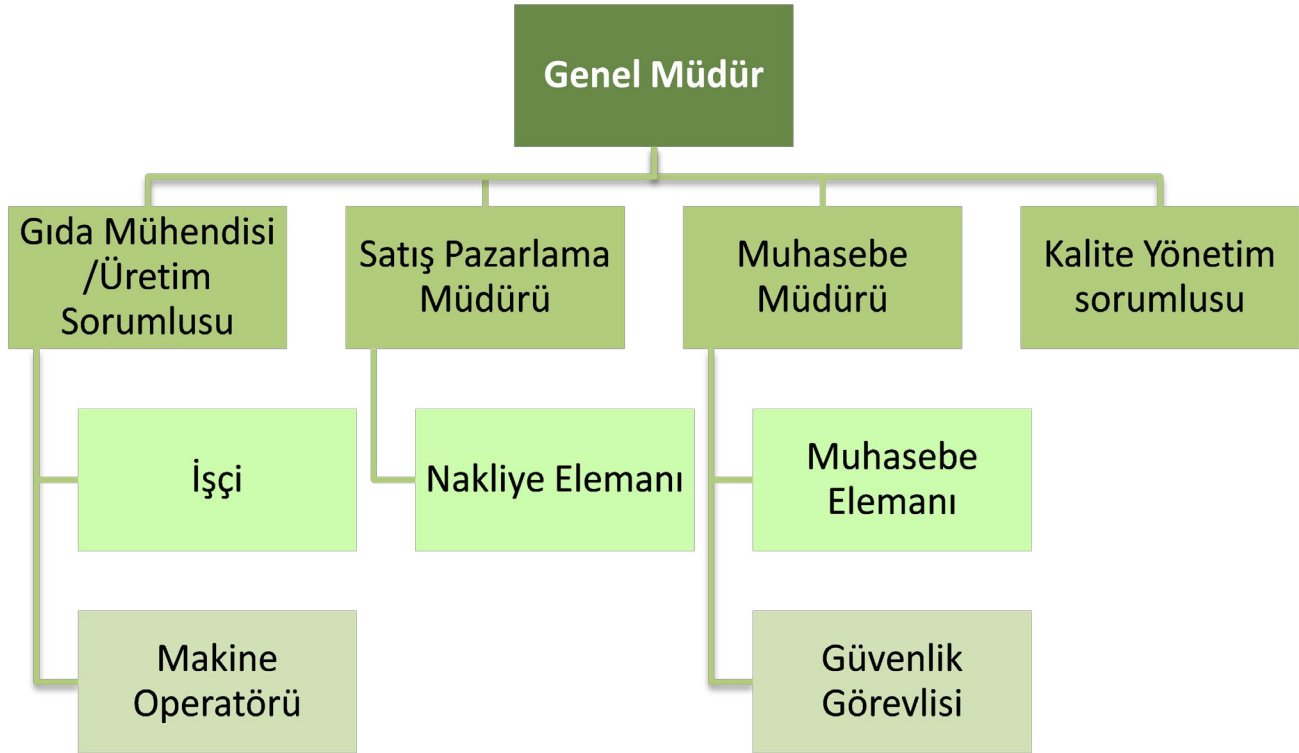 Genel Müdür
Gıda Mühendisi
/Üretim
Sorumlusu
Satış Pazarlama
Müdürü
Muhasebe
Müdürü
Kalite Yönetim
sorumlusu
İşçi
Nakliye Elemanı
Muhasebe
Elemanı
Makine
Operatörü
Güvenlik
Görevlisi